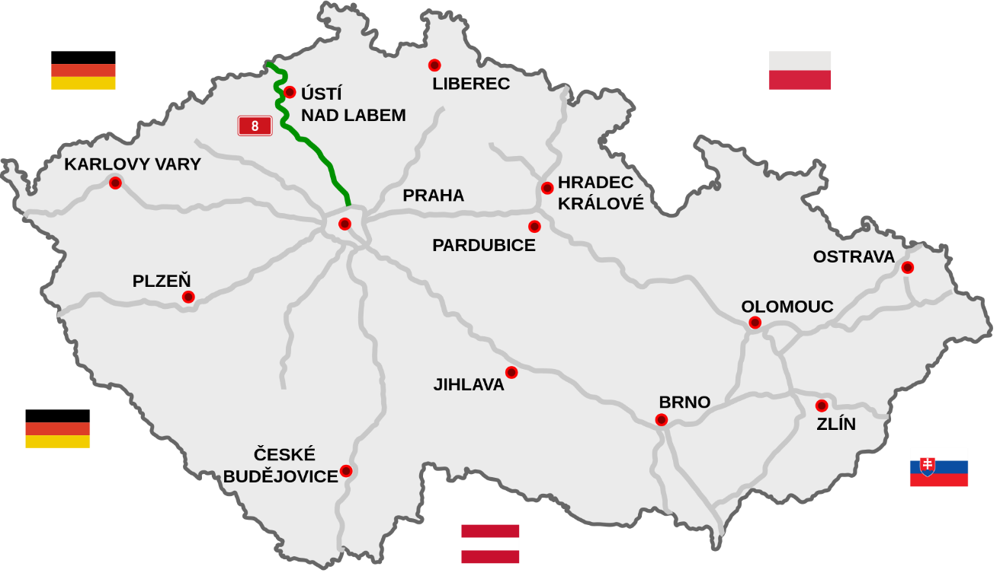 LIBEREC
ÚSTÍ
NAD LABEM
8
KARLOVY VARY
PRAHA
HRADEC
KRÁLOVÉ
PARDUBICE
OSTRAVA
PLZEŇ
OLOMOUC
JIHLAVA
BRNO
ZLÍN
ČESKÉ
BUDĚJOVICE